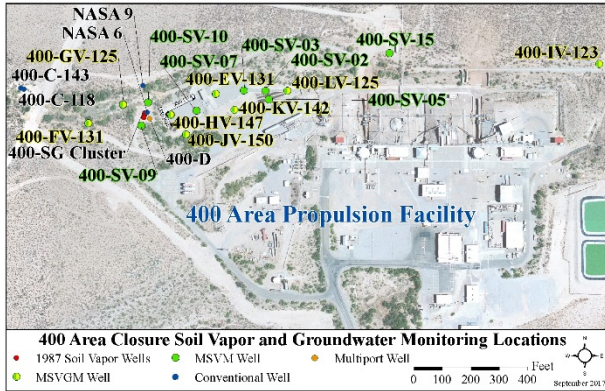 NASA 9
NASA 6
400-SV-10
400-SV-03
400-SV-15
400-GV-125
400-SV-07
400-SV-02
400-IV-123
400-C-143
400-EV-131
400-LV-125
400-C-118
400-KV-142
400-SV-05
400-FV-131
400-HV-147
400-SG Cluster
400-JV-150
400-D
400-SV-09
400 Area Propulsion Facility
400 Area Closure Soil Vapor and Groundwater Monitoring Locations
1987 Soil Vapor Wells
MSVM Well
Multiport Well
MSVGM Well
Conventional Well
0 100 200 300 400
Feet
N
W
E
S